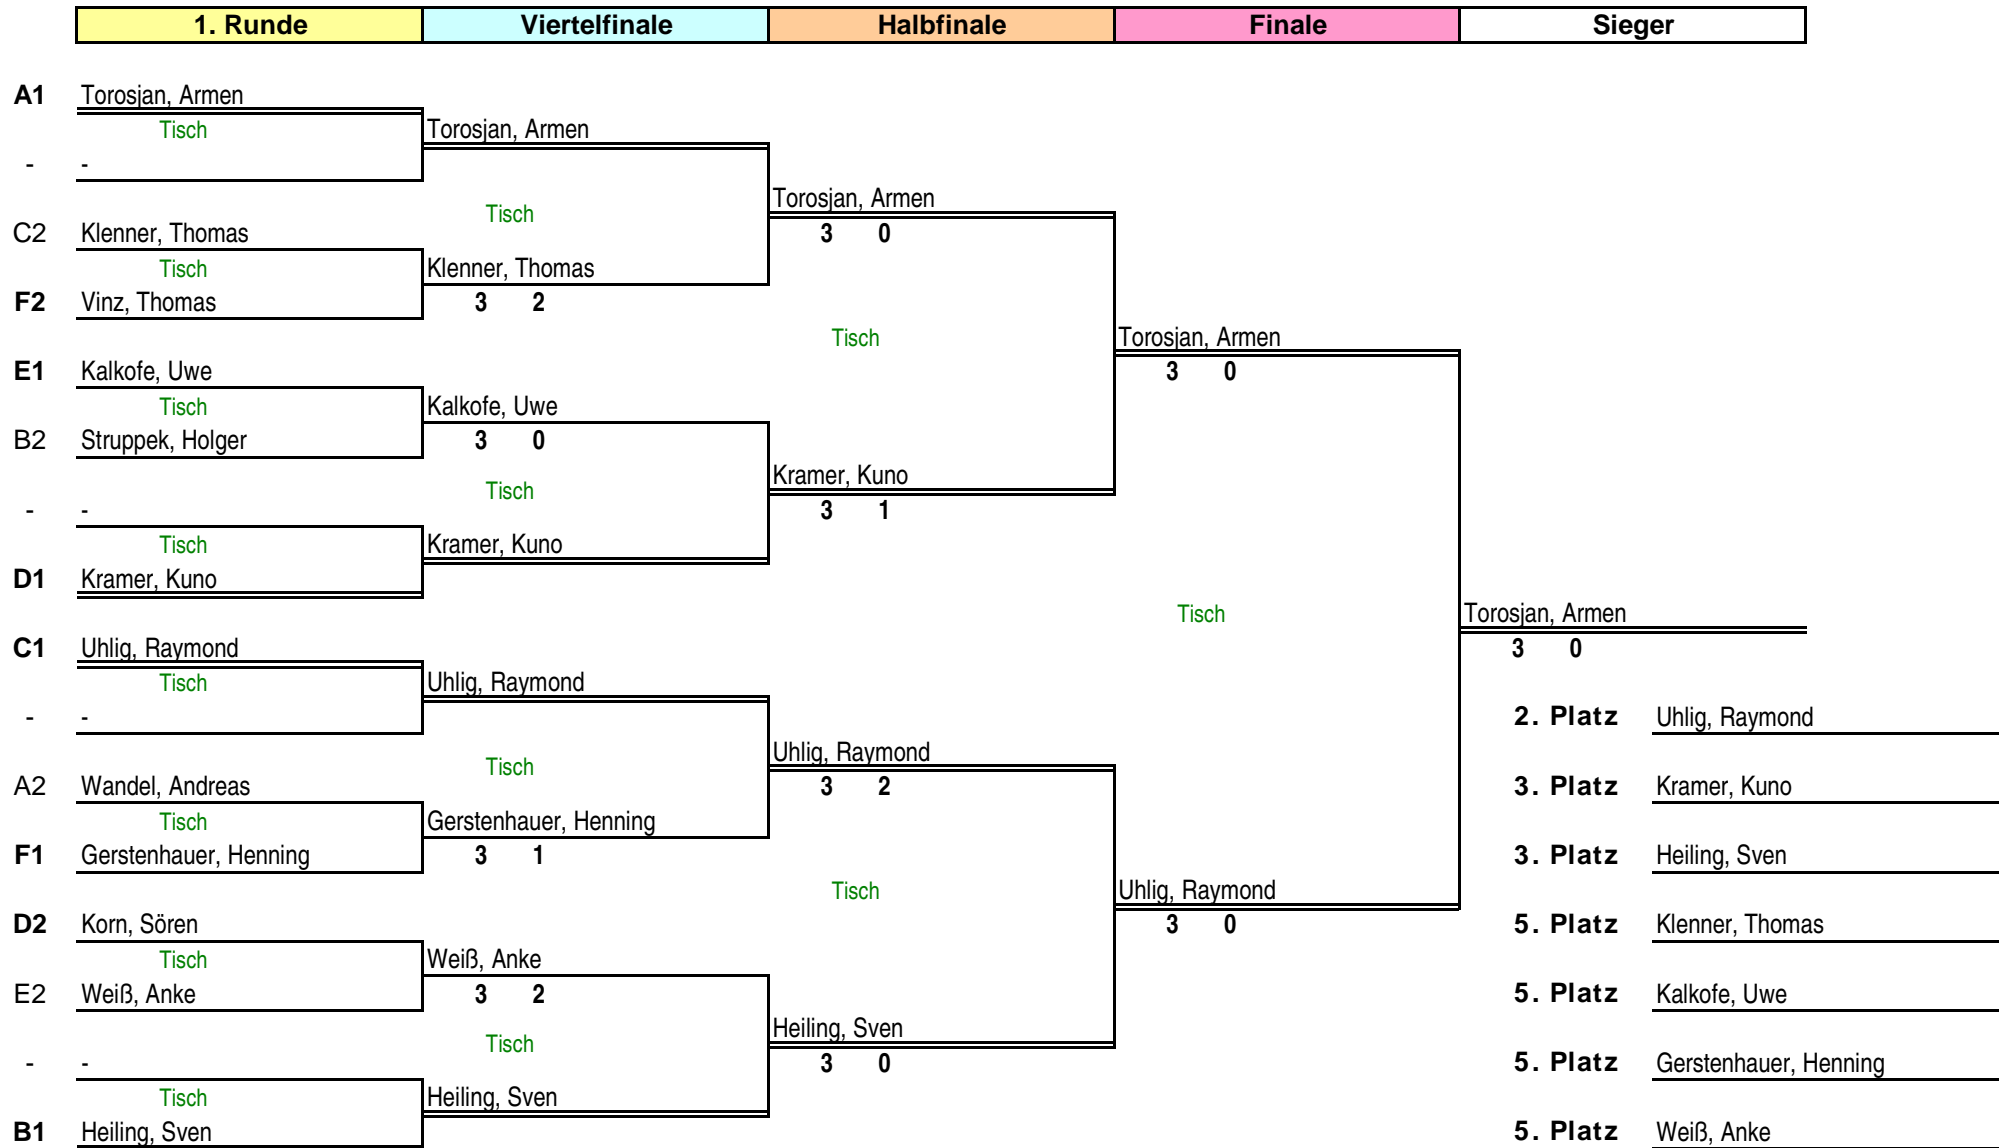 1. Runde Viertelfinale Halbfinale Finale Sieger
A1 Torosjan, Armen
Tisch Torosjan, Armen
- -
Torosjan, Armen
Tisch
C2 Klenner, Thomas 3 0
Tisch Klenner, Thomas
F2 Vinz, Thomas 3 2
Tisch Torosjan, Armen
E1 Kalkofe, Uwe 3 0
Tisch Kalkofe, Uwe
B2 Struppek, Holger 3 0
Kramer, Kuno
Tisch
- - 3 1
Tisch Kramer, Kuno
D1 Kramer, Kuno
Tisch Torosjan, Armen
C1 Uhlig, Raymond 3 0
Tisch Uhlig, Raymond
- - 2. Platz Uhlig, Raymond
Uhlig, Raymond
Tisch
A2 Wandel, Andreas 3 2 3. Platz Kramer, Kuno
Tisch Gerstenhauer, Henning
F1 Gerstenhauer, Henning 3 1 3. Platz Heiling, Sven
Tisch Uhlig, Raymond
D2 Korn, Sören 3 0 5. Platz Klenner, Thomas
Tisch Weiß, Anke
E2 Weiß, Anke 3 2 5. Platz Kalkofe, Uwe
Heiling, Sven
Tisch
- - 3 0 5. Platz Gerstenhauer, Henning
Tisch Heiling, Sven
B1 Heiling, Sven 5. Platz Weiß, Anke